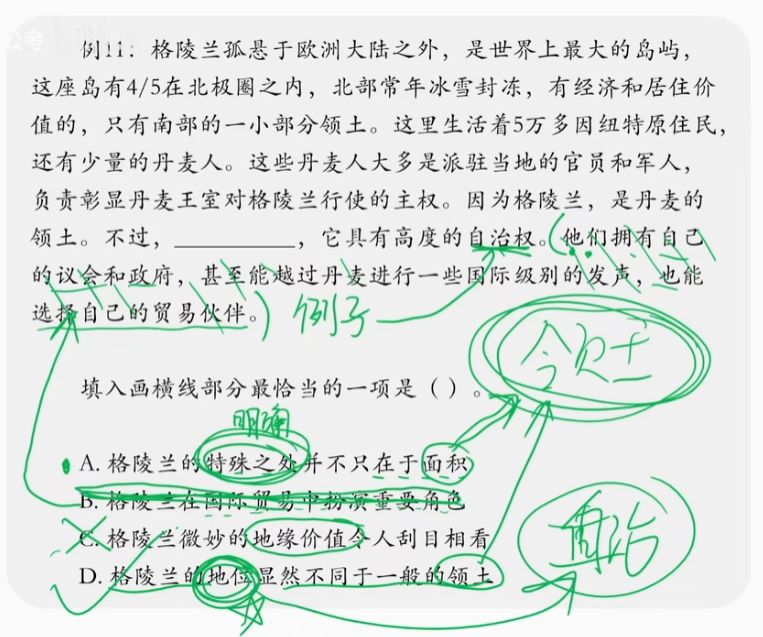 公考
例11：格陵兰孤悬于欧洲大陆之外，是世界上最大的岛屿，
这座岛有4/5在北极圈之内，北部常年冰雪封冻，有经济和居住价
值的，只有南部的一小部分领土。这里生活着5万多因纽特原住民，
还有少量的丹麦人。这些丹麦人大多是派驻当地的官员和军人，
负责彰显丹麦王室对格陵兰行使的主权。因为格陵兰，是丹麦的
领土。不过，__________，它具有高度的自治权。(他们拥有自己
的议会和政府，甚至能越过丹麦进行一些国际级别的发声，也能
选择自己的贸易伙伴。) 例子
填入画横线部分最恰当的一项是（ ）。
明确
A. 格陵兰的特殊之处并不只在于面积
B. 格陵兰在国际贸易中扮演重要角色
C. 格陵兰微妙的地缘价值令人刮目相看
D. 格陵兰的地位显然不同于一般的领土